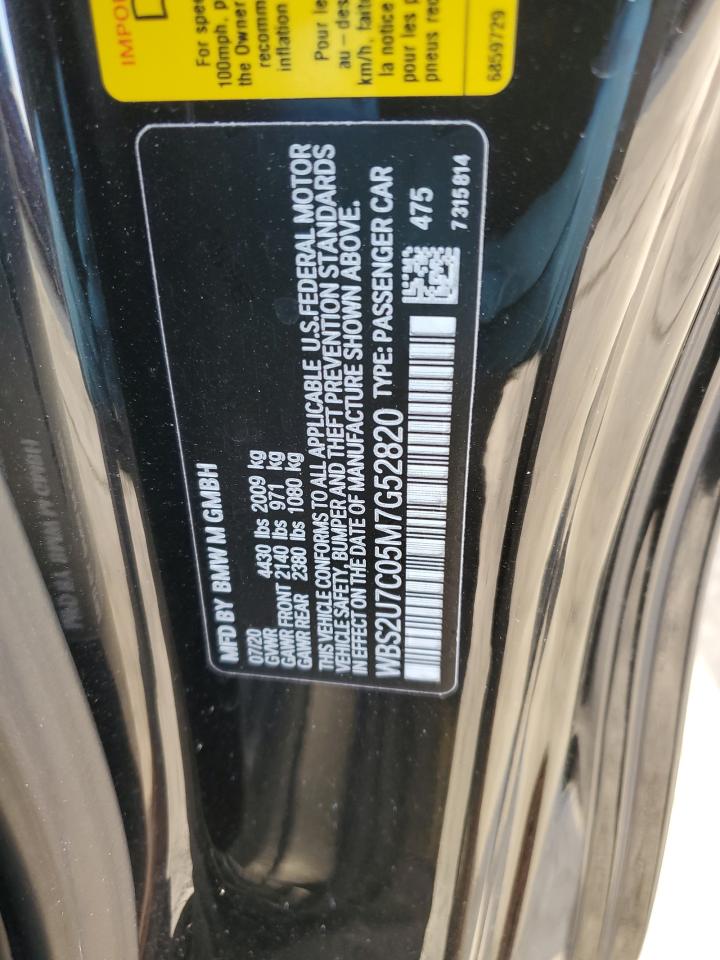 IMPO
For spe
100mph, p
the Owner
recomm
inflation
Pour le
au-des
km/h, tate
la notice
pour les p
pneus rec
6859729
MFD BY BMW M GMBH
07/20
GVWR 4430 lbs 2009 kg
GAWR FRONT 2140 lbs 971 kg
GAWR REAR 2380 lbs 1080 kg
THIS VEHICLE CONFORMS TO ALL APPLICABLE U.S.FEDERAL MOTOR
VEHICLE SAFETY, BUMPER AND THEFT PREVENTION STANDARDS
IN EFFECT ON THE DATE OF MANUFACTURE SHOWN ABOVE.
WBS2U7C05M7G52820 TYPE: PASSENGER CAR
475
7 315 814